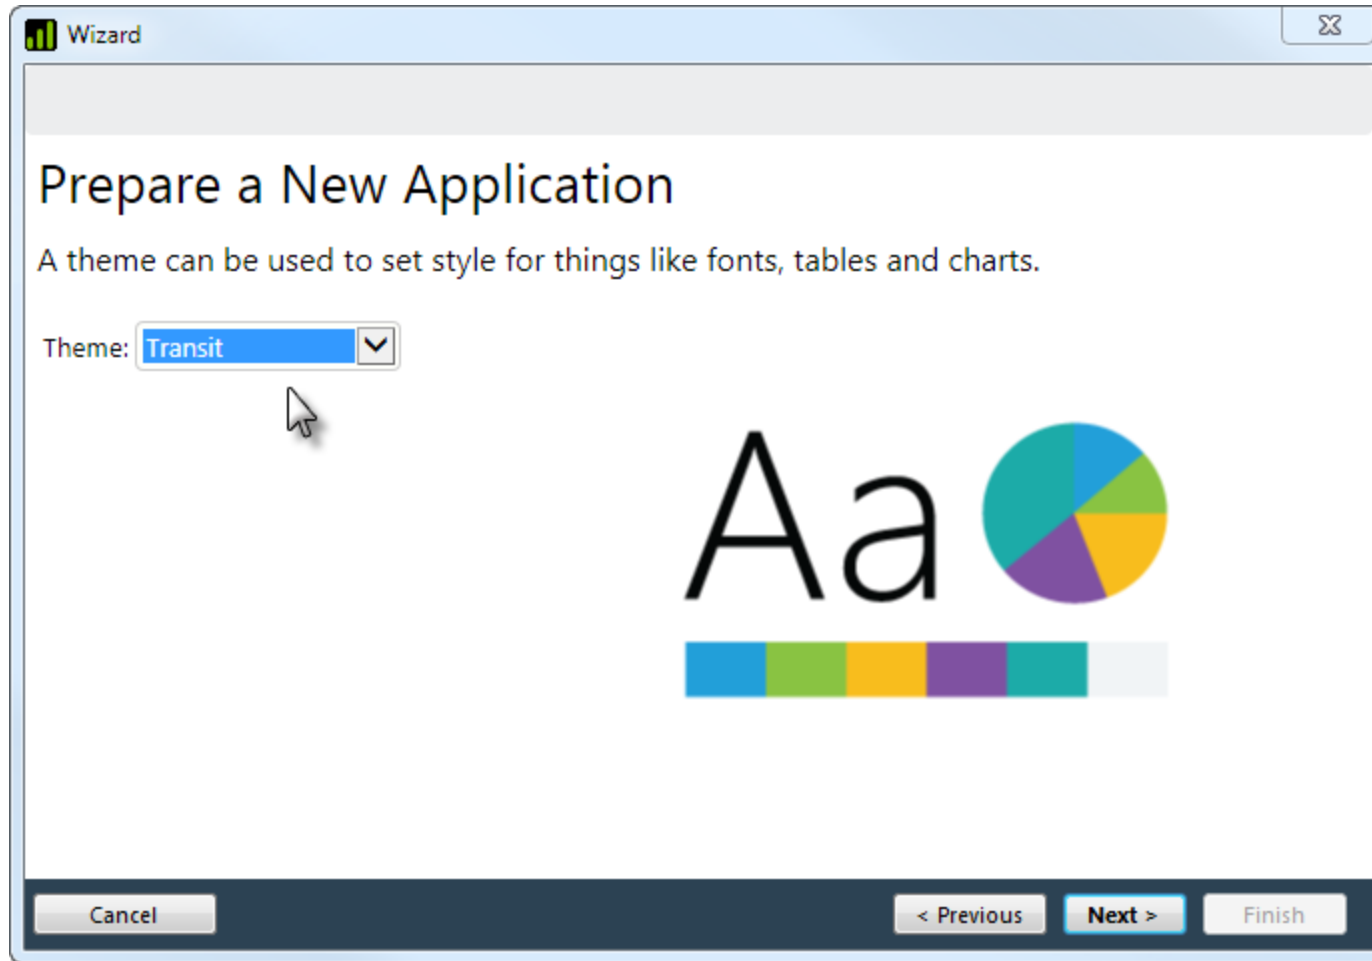 Wizard
Prepare a New Application
A theme can be used to set style for things like fonts, tables and charts.
Theme: Transit
Aa
Cancel < Previous Next > Finish